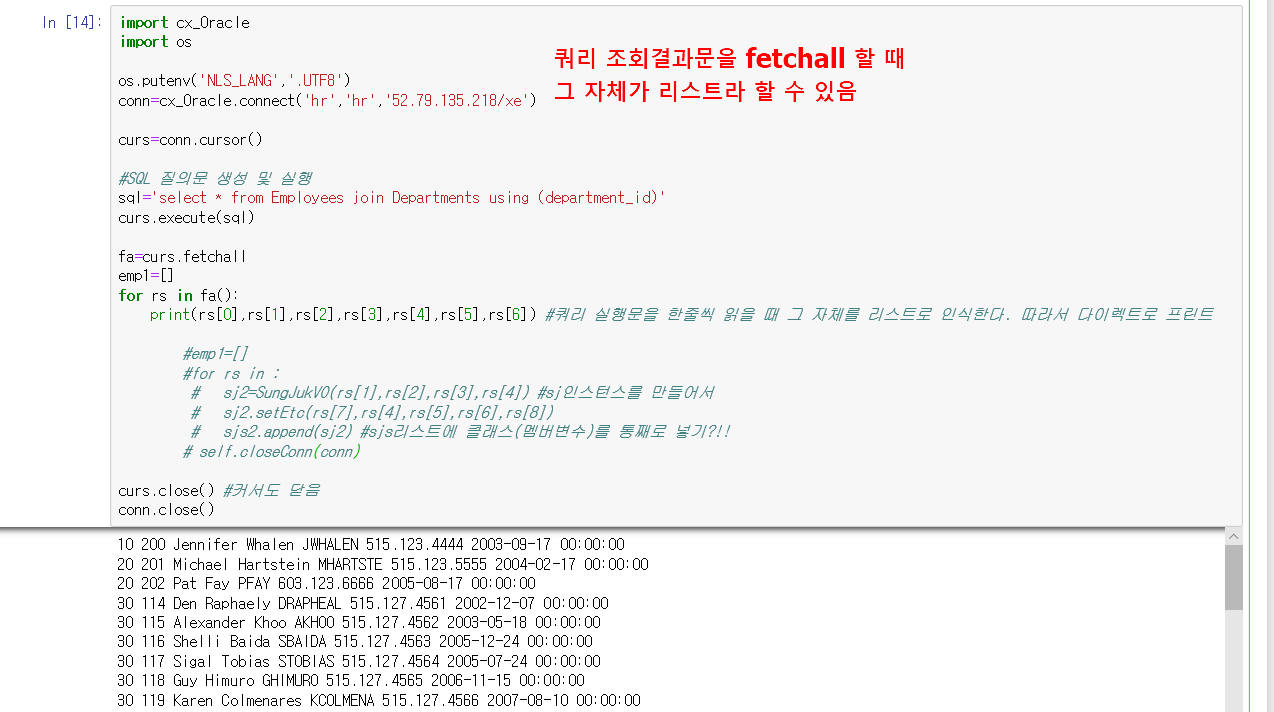 In [14]:
import cx_Oracle
import os
쿼리 조회결과문을 fetchall 할 때
그 자체가 리스트라 할 수 있음
os.putenv('NLS_LANG','.UTF8')
conn=cx_Oracle.connect('hr','hr','52.79.135.218/xe')
curs=conn.cursor()
#SQL 질의문 생성 및 실행
sql='select * from Employees join Departments using (department_id)'
curs.execute(sql)
fa=curs.fetchall
emp1=[]
for rs in fa():
    print(rs[0],rs[1],rs[2],rs[3],rs[4],rs[5],rs[6]) #쿼리 실행문을 한줄씩 읽을 때 그 자체를 리스트로 인식한다. 따라서 다이렉트로 프린트
        #emp1=[]
        #for rs in :
         #   sj2=SungJukVO(rs[1],rs[2],rs[3],rs[4]) #sj인스턴스를 만들어서
         #   sj2.setEtc(rs[7],rs[4],rs[5],rs[6],rs[8])
         #   sjs2.append(sj2) #sjs리스트에 클래스(멤버변수)를 통째로 넣기?!!
        # self.closeConn(conn)
curs.close() #커서도 닫음
conn.close()
10 200 Jennifer Whalen JWHALEN 515.123.4444 2003-09-17 00:00:00
20 201 Michael Hartstein MHARTSTE 515.123.5555 2004-02-17 00:00:00
20 202 Pat Fay PFAY 603.123.6666 2005-08-17 00:00:00
30 114 Den Raphaely DRAPHEAL 515.127.4561 2002-12-07 00:00:00
30 115 Alexander Khoo AKHOO 515.127.4562 2003-05-18 00:00:00
30 116 Shelli Baida SBAIDA 515.127.4563 2005-12-24 00:00:00
30 117 Sigal Tobias STOBIAS 515.127.4564 2005-07-24 00:00:00
30 118 Guy Himuro GHIMURO 515.127.4565 2006-11-15 00:00:00
30 119 Karen Colmenares KCOLMENA 515.127.4566 2007-08-10 00:00:00